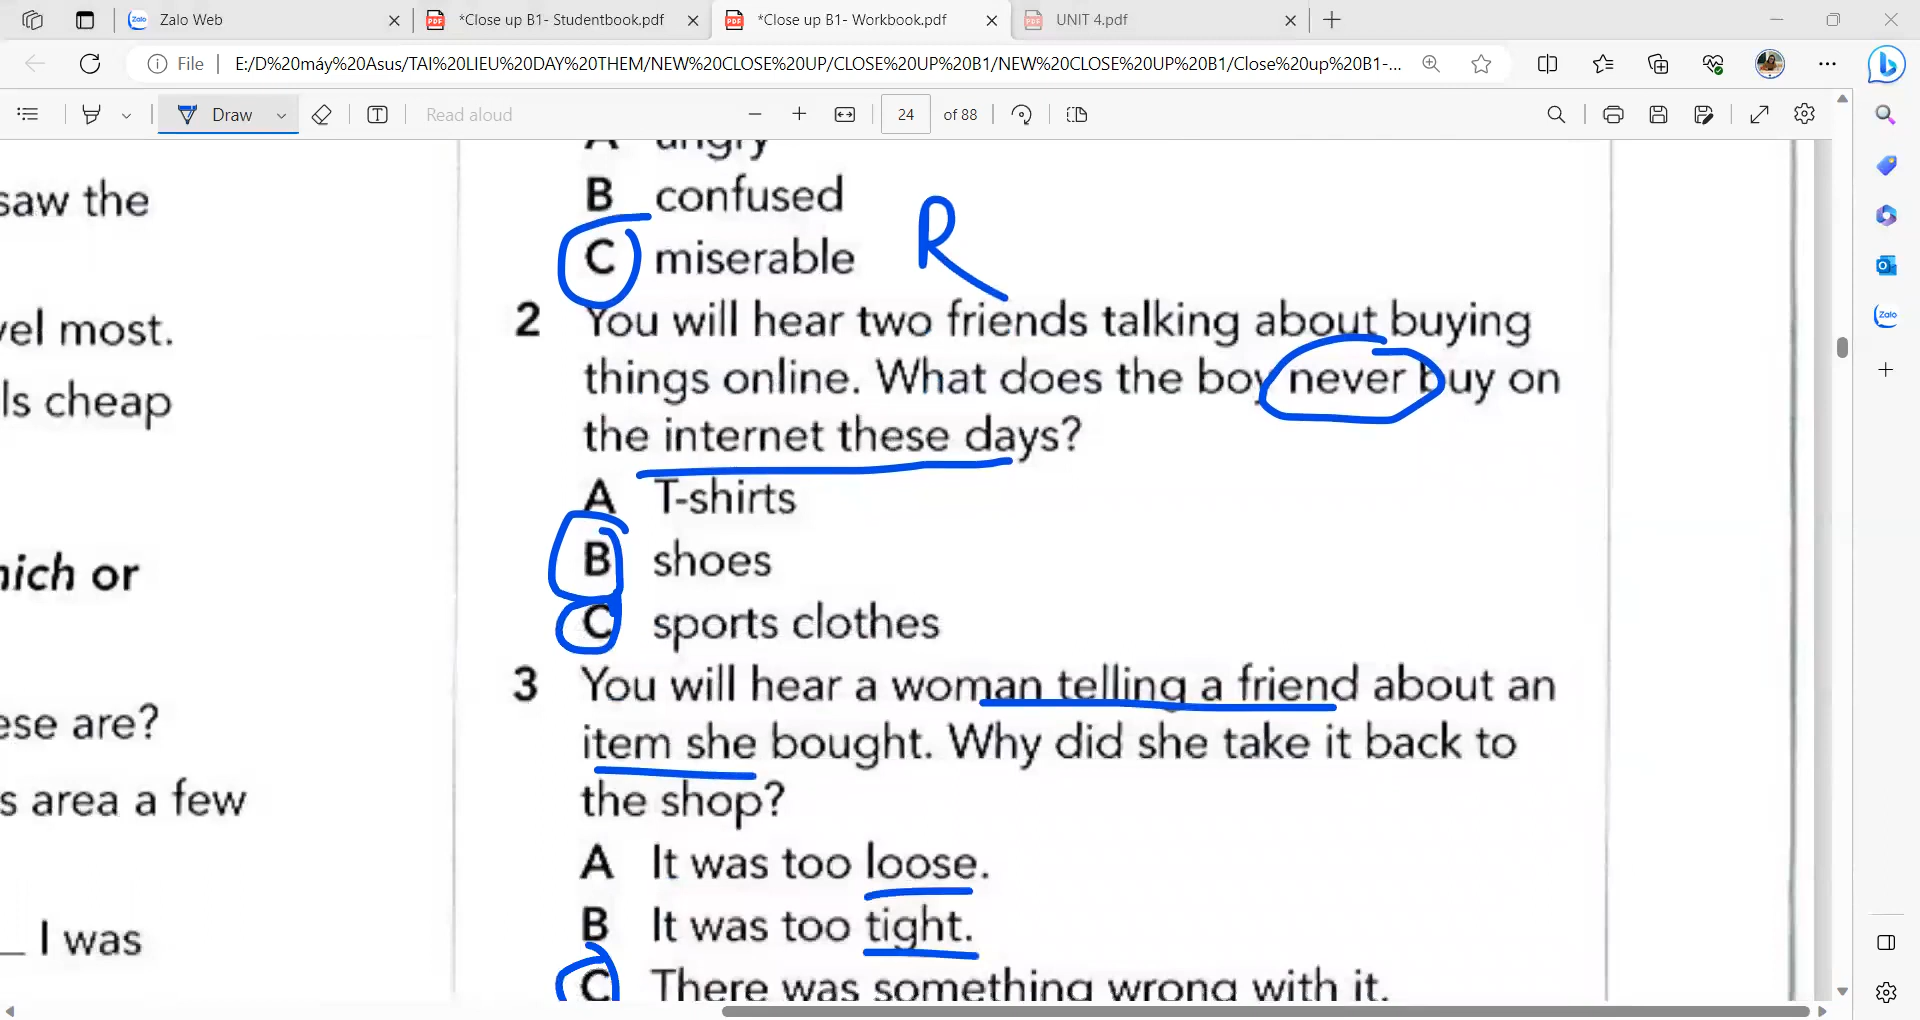 Zalo Web
*Close up B1- Studentbook.pdf
*Close up B1- Workbook.pdf
UNIT 4.pdf
File
E:/D%20máy%20Asus/TAI%20LIEU%20DAY%20THEM/NEW%20CLOSE%20UP/CLOSE%20UP%20B1/NEW%20CLOSE%20UP%20B1/Close%20up%20B1-...
Draw
Read aloud
24 of 88
saw the
vel most.
ls cheap
hich or
ese are?
s area a few
I was
A angry
B confused
C miserable
R
2 You will hear two friends talking about buying
things online. What does the boy never buy on
the internet these days?
A T-shirts
B shoes
C sports clothes
3 You will hear a woman telling a friend about an
item she bought. Why did she take it back to
the shop?
A It was too loose.
B It was too tight.
C There was something wrong with it.